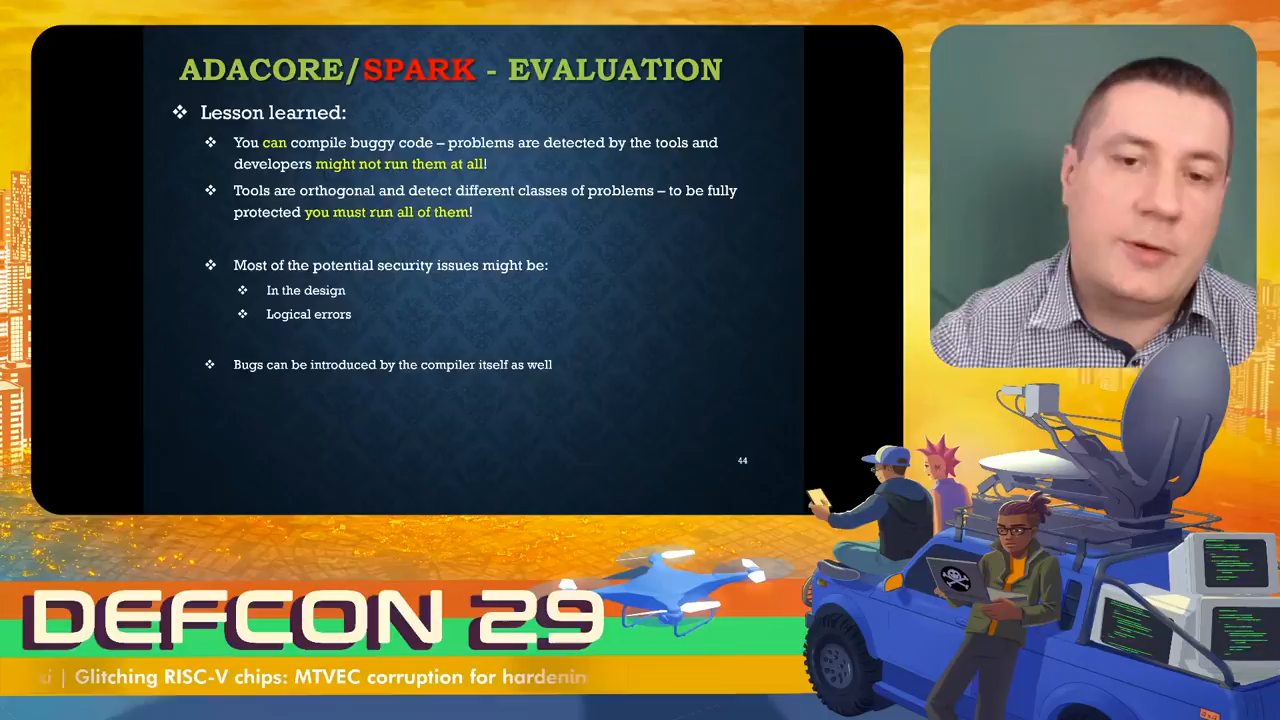 ADACORE/SPARK - EVALUATION
Lesson learned:
You can compile buggy code – problems are detected by the tools and
developers might not run them at all!
Tools are orthogonal and detect different classes of problems – to be fully
protected you must run all of them!
Most of the potential security issues might be:
In the design
Logical errors
Bugs can be introduced by the compiler itself as well
44
DEFCON 29
| Glitching RISC-V chips: MTVEC corruption for hardenin